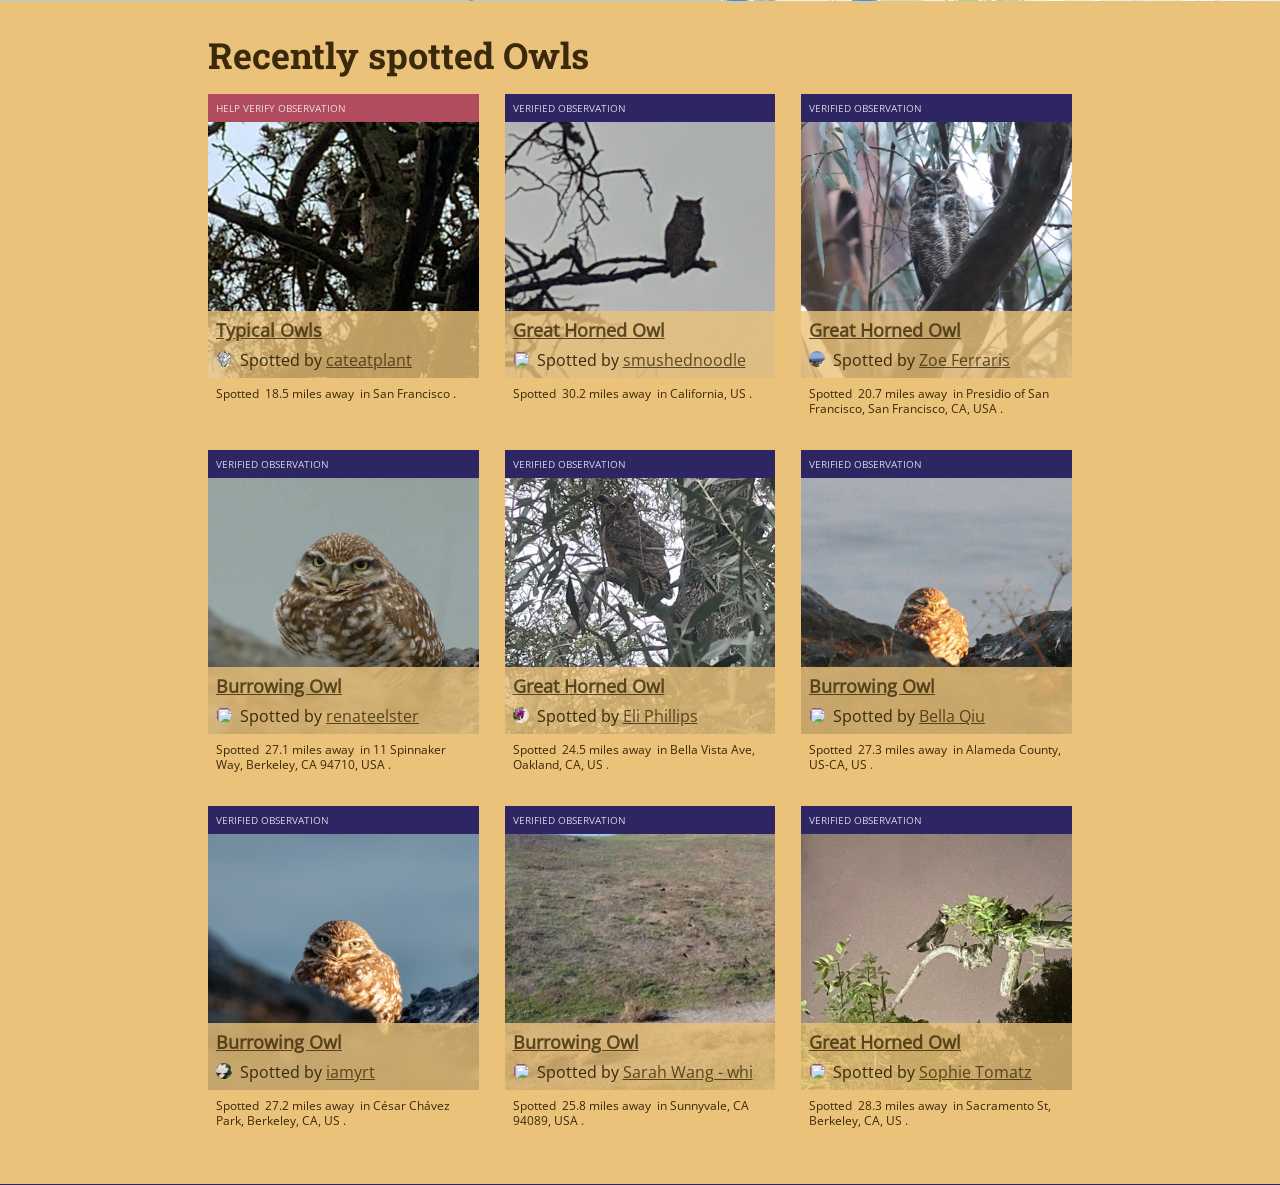 Recently spotted Owls
HELP VERIFY OBSERVATION
Typical Owls
Spotted by cateatplant
Spotted 18.5 miles away in San Francisco .
VERIFIED OBSERVATION
Great Horned Owl
Spotted by smushednoodle
Spotted 30.2 miles away in California, US .
VERIFIED OBSERVATION
Great Horned Owl
Spotted by Zoe Ferraris
Spotted 20.7 miles away in Presidio of San
Francisco, San Francisco, CA, USA .
VERIFIED OBSERVATION
Burrowing Owl
Spotted by renateelster
Spotted 27.1 miles away in 11 Spinnaker
Way, Berkeley, CA 94710, USA .
VERIFIED OBSERVATION
Great Horned Owl
Spotted by Eli Phillips
Spotted 24.5 miles away in Bella Vista Ave,
Oakland, CA, US .
VERIFIED OBSERVATION
Burrowing Owl
Spotted by Bella Qiu
Spotted 27.3 miles away in Alameda County,
US-CA, US .
VERIFIED OBSERVATION
Burrowing Owl
Spotted by iamyrt
Spotted 27.2 miles away in César Chávez
Park, Berkeley, CA, US .
VERIFIED OBSERVATION
Burrowing Owl
Spotted by Sarah Wang - whi
Spotted 25.8 miles away in Sunnyvale, CA
94089, USA .
VERIFIED OBSERVATION
Great Horned Owl
Spotted by Sophie Tomatz
Spotted 28.3 miles away in Sacramento St,
Berkeley, CA, US .